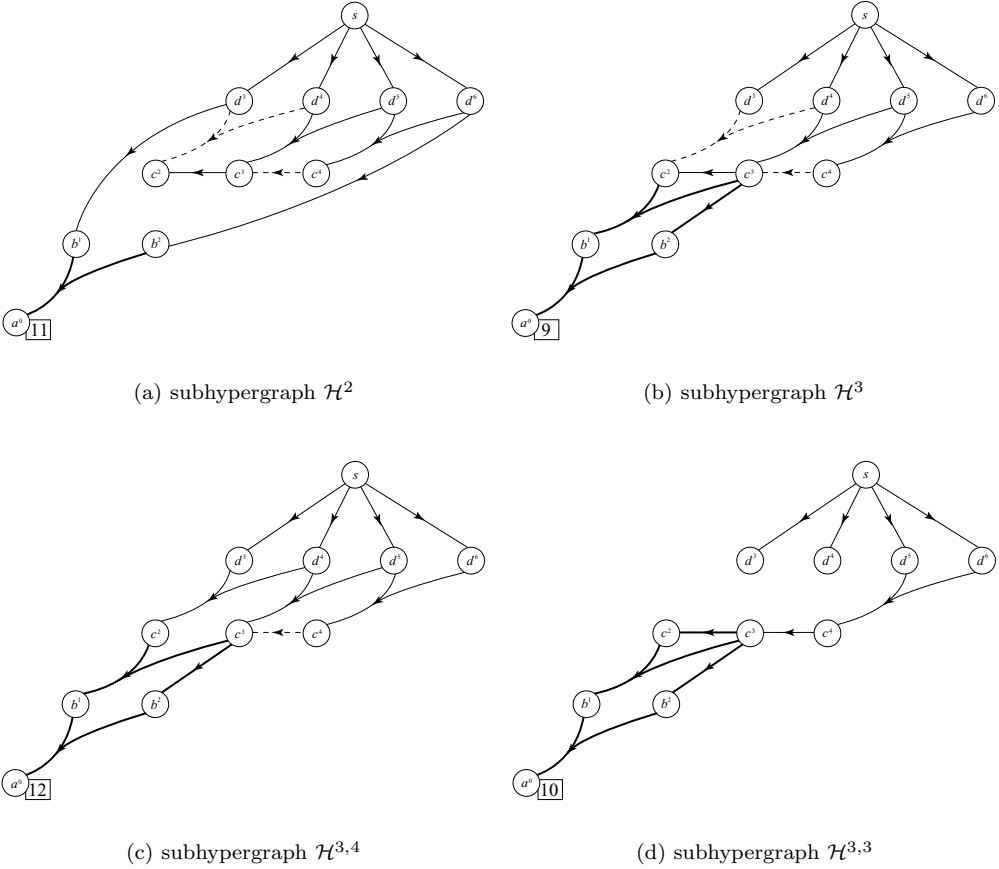 s
d³ d⁴ d⁵ d⁶
c² c³ c⁴
b¹ b²
a⁰ 11
(a) subhypergraph ℋ²
s
d³ d⁴ d⁵ d⁶
c² c³ c⁴
b¹ b²
a⁰ 9
(b) subhypergraph ℋ³
s
d³ d⁴ d⁵ d⁶
c² c³ c⁴
b¹ b²
a⁰ 12
(c) subhypergraph ℋ³,⁴
s
d³ d⁴ d⁵ d⁶
c² c³ c⁴
b¹ b²
a⁰ 10
(d) subhypergraph ℋ³,³